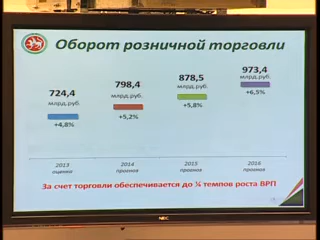 Оборот розничной торговли
724,4
млрд.руб.
+4,8%
798,4
млрд.руб.
+5,2%
878,5
млрд.руб.
+5,8%
973,4
млрд.руб.
+6,5%
2013
оценка
2014
прогноз
2015
прогноз
2016
прогноз
За счет торговли обеспечивается до ¼ темпов роста ВРП
NEC